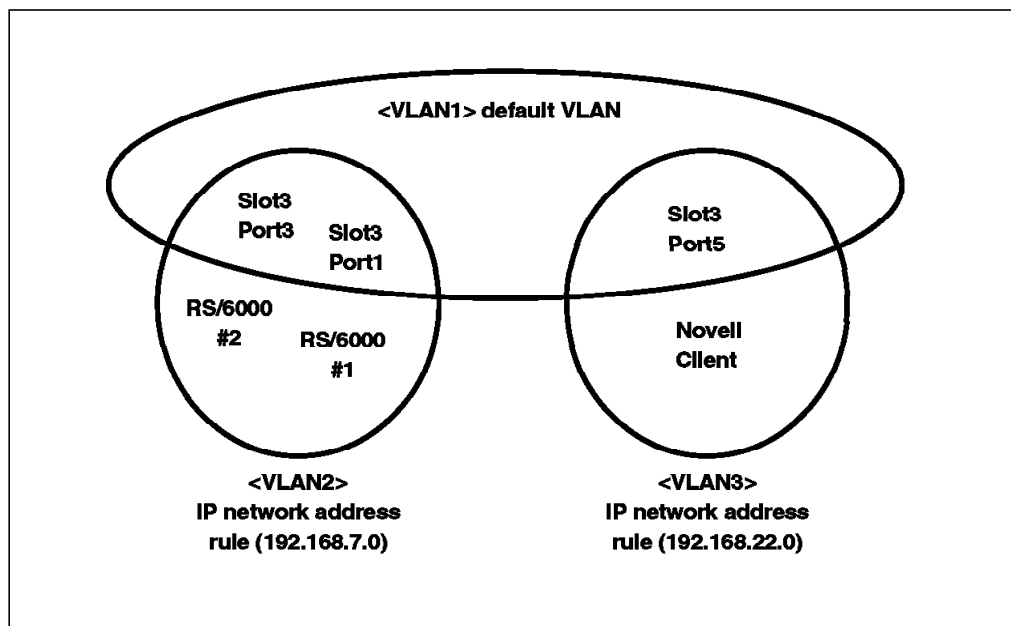 <VLAN1> default VLAN
Slot3
Port3
Slot3
Port1
Slot3
Port5
RS/6000
#2
RS/6000
#1
Novell
Client
<VLAN2>
IP network address
rule (192.168.7.0)
<VLAN3>
IP network address
rule (192.168.22.0)